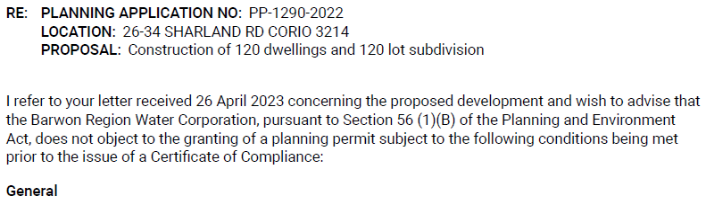 RE: PLANNING APPLICATION NO: PP-1290-2022
LOCATION: 26-34 SHARLAND RD CORIO 3214
PROPOSAL: Construction of 120 dwellings and 120 lot subdivision
I refer to your letter received 26 April 2023 concerning the proposed development and wish to advise that
the Barwon Region Water Corporation, pursuant to Section 56 (1)(B) of the Planning and Environment
Act, does not object to the granting of a planning permit subject to the following conditions being met
prior to the issue of a Certificate of Compliance:
General